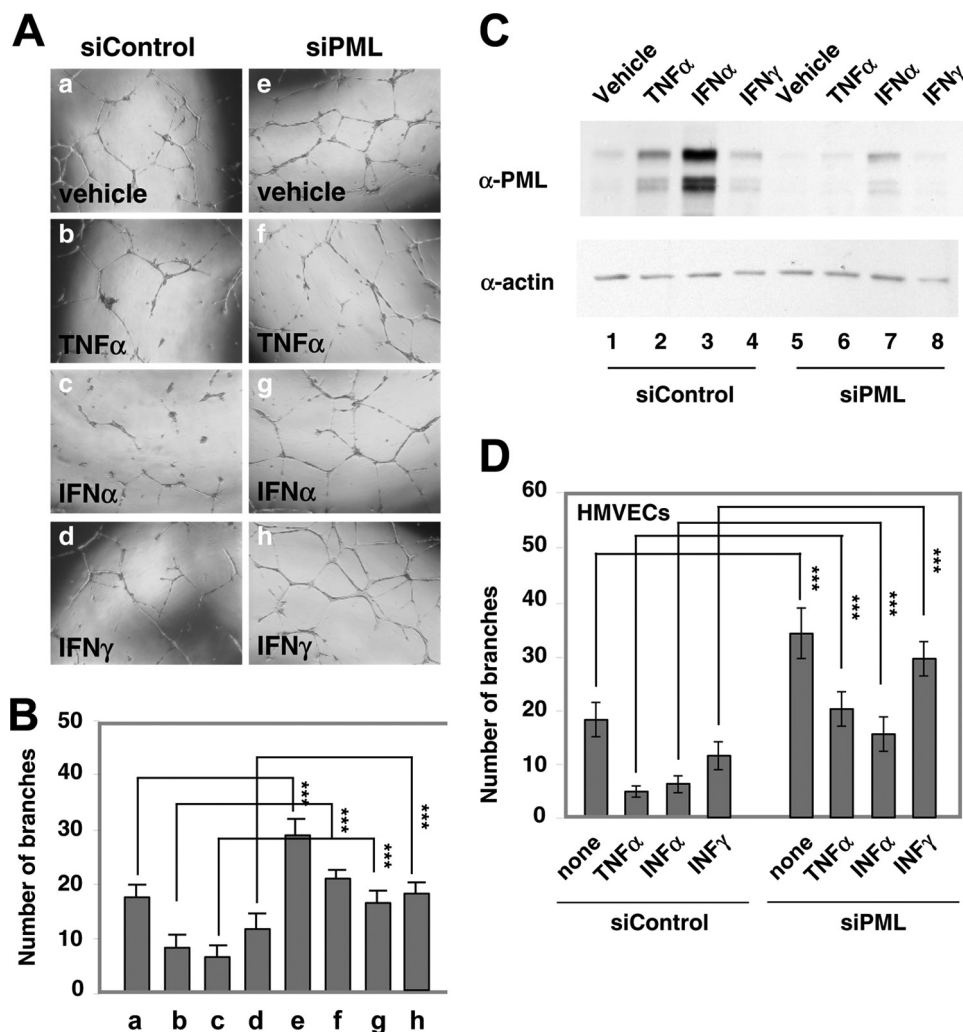 A
siControl siPML
a
vehicle
e
vehicle
b
TNFα
f
TNFα
c
IFNα
g
IFNα
d
IFNγ
h
IFNγ
B
Number of branches
50
40
30
20
10
0
*** *** *** ***
a b c d e f g h
C
Vehicle TNFα IFNα IFNγ Vehicle TNFα IFNα IFNγ
α-PML
α-actin
1 2 3 4 5 6 7 8
siControl siPML
D
HMVECs
Number of branches
60
50
40
30
20
10
0
*** *** *** ***
none TNFα INFα INFγ none TNFα INFα INFγ
siControl siPML